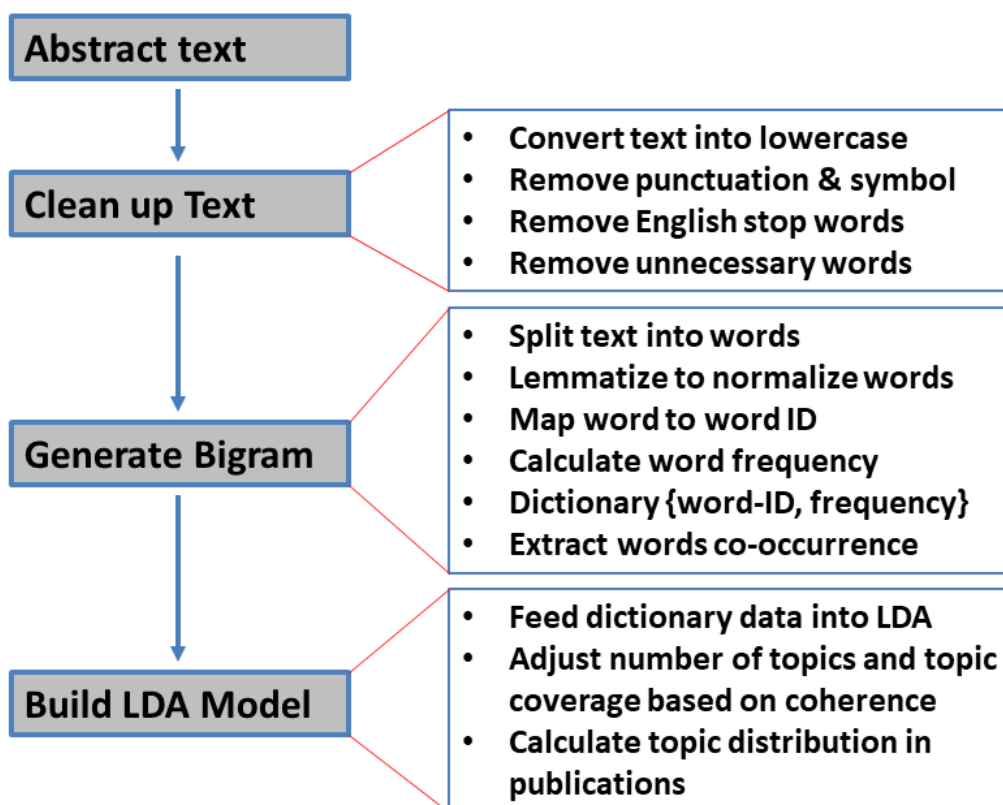 Abstract text
Clean up Text
• Convert text into lowercase
• Remove punctuation & symbol
• Remove English stop words
• Remove unnecessary words
Generate Bigram
• Split text into words
• Lemmatize to normalize words
• Map word to word ID
• Calculate word frequency
• Dictionary {word-ID, frequency}
• Extract words co-occurrence
Build LDA Model
• Feed dictionary data into LDA
• Adjust number of topics and topic
coverage based on coherence
• Calculate topic distribution in
publications